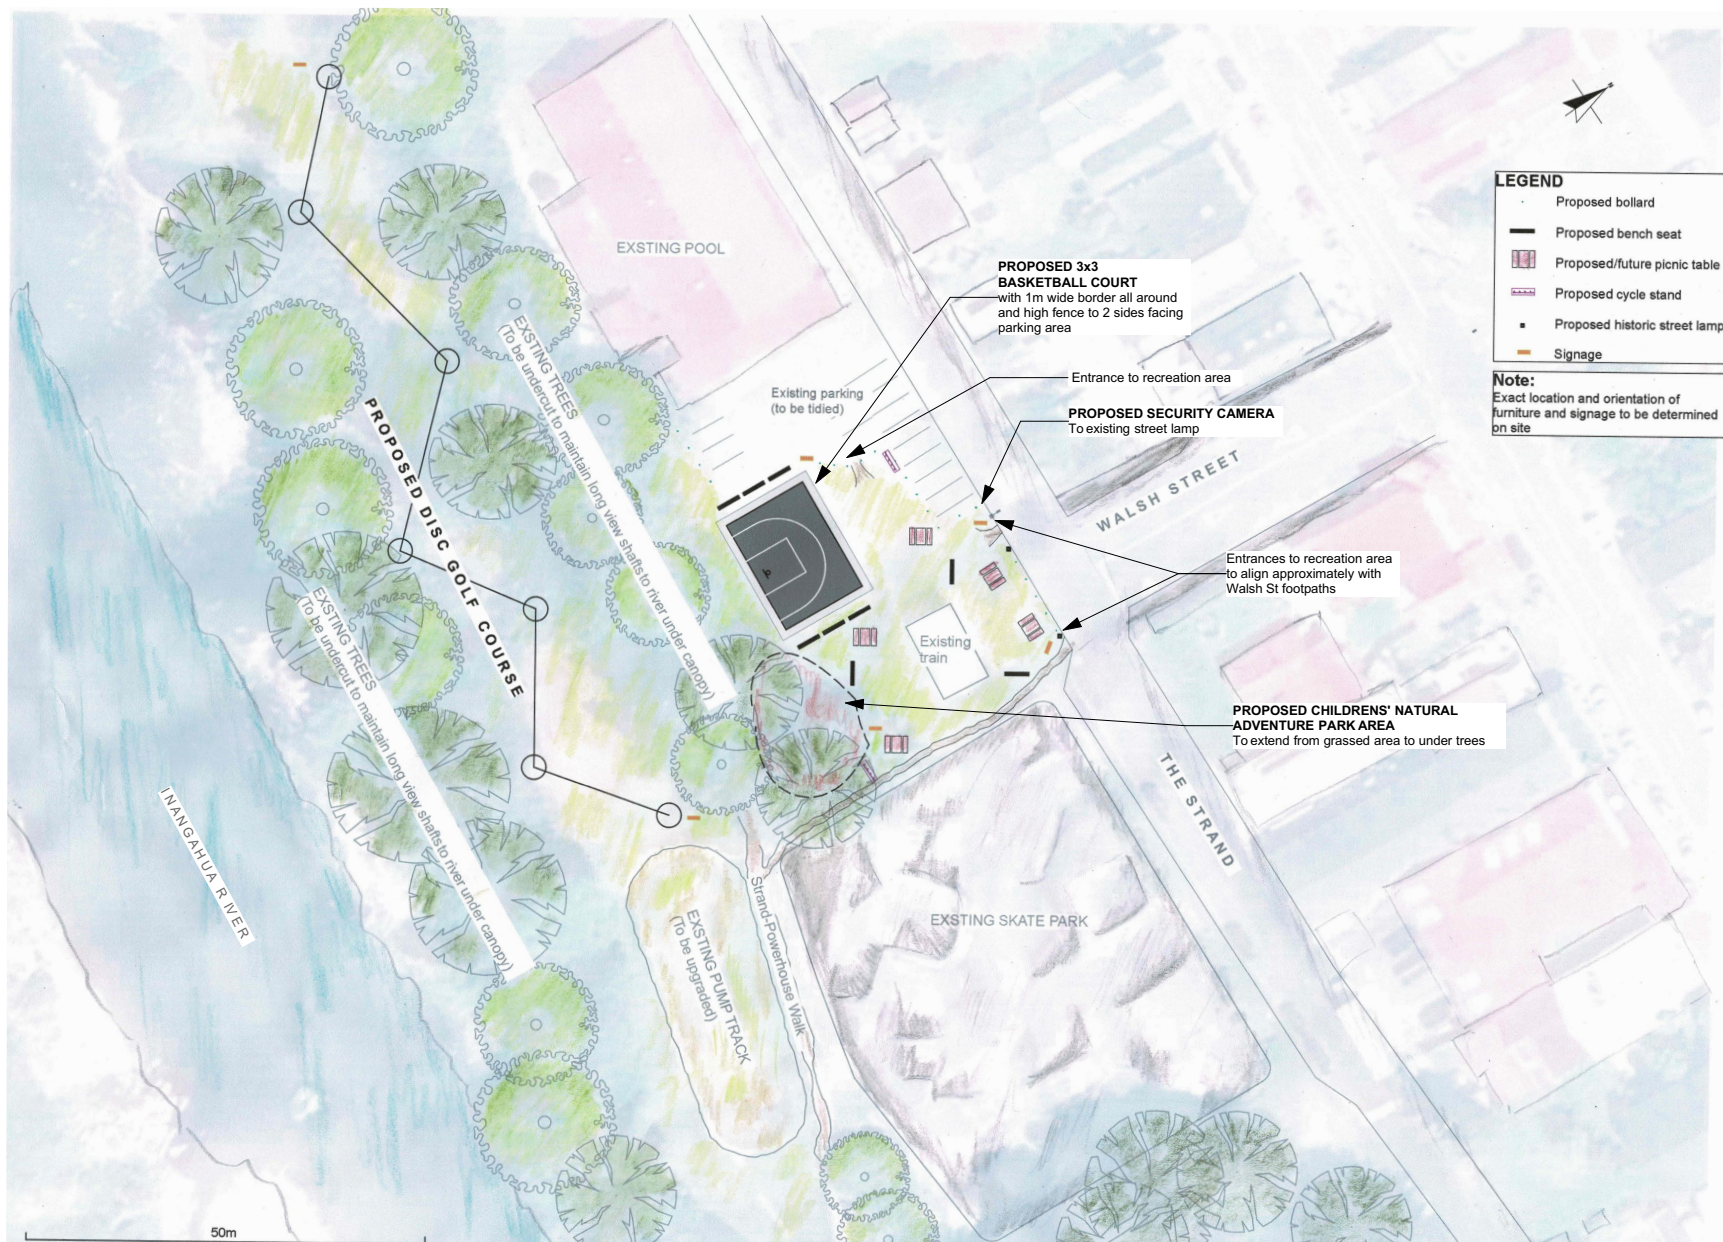 LEGEND
Proposed bollard
Proposed bench seat
Proposed/future picnic table
Proposed cycle stand
Proposed historic street lamp
Signage
Note:
Exact location and orientation of
furniture and signage to be determined
on site
EXSTING POOL
PROPOSED 3x3
BASKETBALL COURT
with 1m wide border all around
and high fence to 2 sides facing
parking area
Existing parking
(to be tidied)
Entrance to recreation area
PROPOSED SECURITY CAMERA
To existing street lamp
WALSH STREET
Entrances to recreation area
to align approximately with
Walsh St footpaths
EXSTING TREES
(To be undercut to maintain long view shafts to river under canopy)
PROPOSED DISC GOLF COURSE
EXSTING TREES
(To be undercut to maintain long view shafts to river under canopy)
Existing
train
PROPOSED CHILDRENS' NATURAL
ADVENTURE PARK AREA
To extend from grassed area to under trees
THE STRAND
INANGAHUA RIVER
EXSTING SKATE PARK
Strand-Powerhouse Walk
EXSTING PUMP TRACK
(To be upgraded)
50m